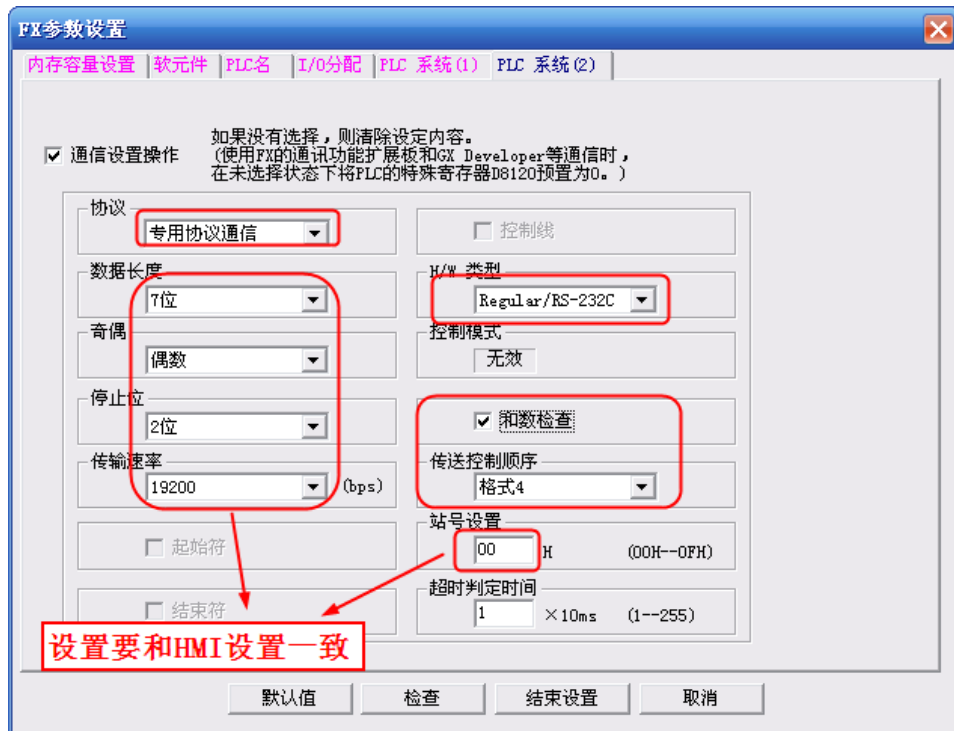 FX参数设置
内存容量设置 软元件 PLC名 I/O分配 PLC 系统(1) PLC 系统(2)
通信设置操作
如果没有选择，则清除设定内容。
(使用FX的通讯功能扩展板和GX Developer等通信时，
在未选择状态下将PLC的特殊寄存器D8120预置为0。)
协议
专用协议通信
控制线
数据长度
7位
H/W 类型
Regular/RS-232C
奇偶
偶数
控制模式
无效
停止位
2位
和数检查
传输速率
19200 (bps)
传送控制顺序
格式4
起始符
站号设置
00 H (00H--0FH)
结束符
超时判定时间
1 ×10ms (1--255)
设置要和HMI设置一致
默认值 检查 结束设置 取消